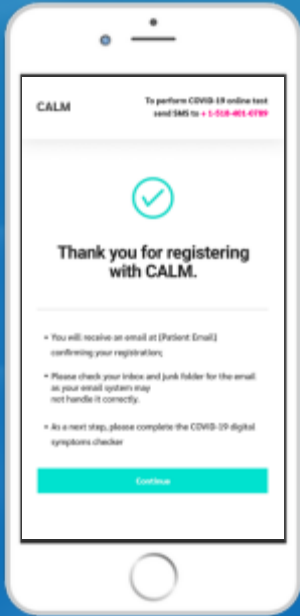 CALM
To perform COVID-19 online test
send SMS to + 1-518-401-0789
Thank you for registering
with CALM.
• You will receive an email at [Patient Email]
confirming your registration;
• Please check your inbox and junk folder for the email
as your email system may
not handle it correctly.
• As a next step, please complete the COVID-19 digital
symptoms checker
Continue